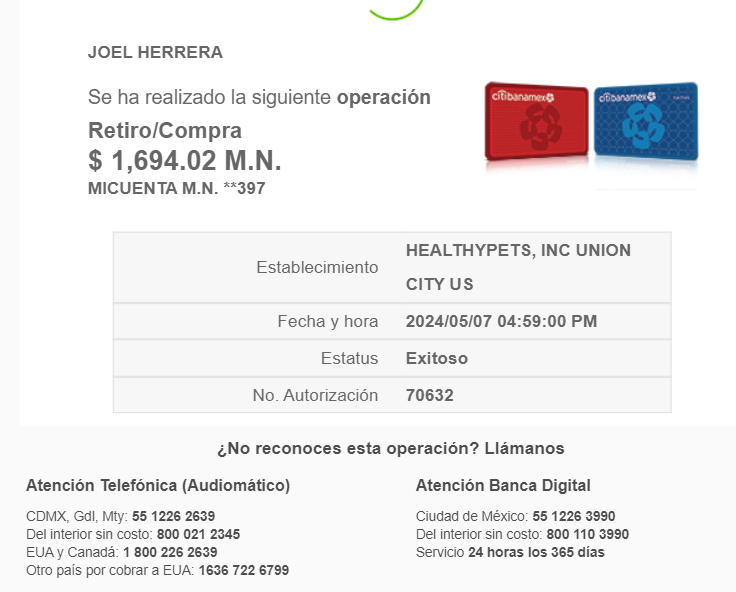 JOEL HERRERA
Se ha realizado la siguiente operación
Retiro/Compra
$ 1,694.02 M.N.
MICUENTA M.N. **397
citibanamex
citibanamex
Establecimiento
HEALTHYPETS, INC UNION
CITY US
Fecha y hora 2024/05/07 04:59:00 PM
Estatus Exitoso
No. Autorización 70632
¿No reconoces esta operación? Llámanos
Atención Telefónica (Audiomático)
CDMX, Gdl, Mty: 55 1226 2639
Del interior sin costo: 800 021 2345
EUA y Canadá: 1 800 226 2639
Otro país por cobrar a EUA: 1636 722 6799
Atención Banca Digital
Ciudad de México: 55 1226 3990
Del interior sin costo: 800 110 3990
Servicio 24 horas los 365 días